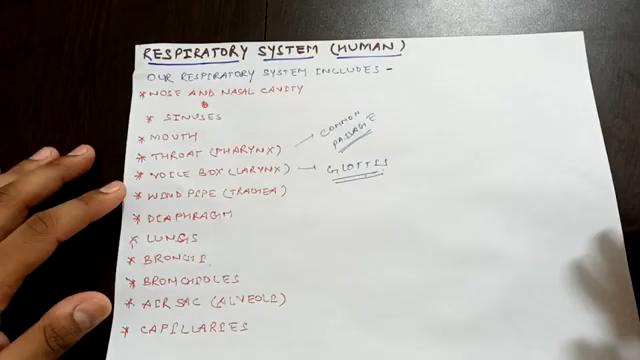 RESPIRATORY SYSTEM (HUMAN)
OUR RESPIRATORY SYSTEM INCLUDES -
* NOSE AND NASAL CAVITY
* SINUSES
* MOUTH
* THROAT (PHARYNX) → COMMON PASSAGE
* VOICE BOX (LARYNX) → GLOTTIS
* WIND PIPE (TRACHEA)
* DIAPHRAGM
* LUNGS
* BRONCHI
* BRONCHIOLES
* AIR SAC (ALVEOLI)
* CAPILLARIES